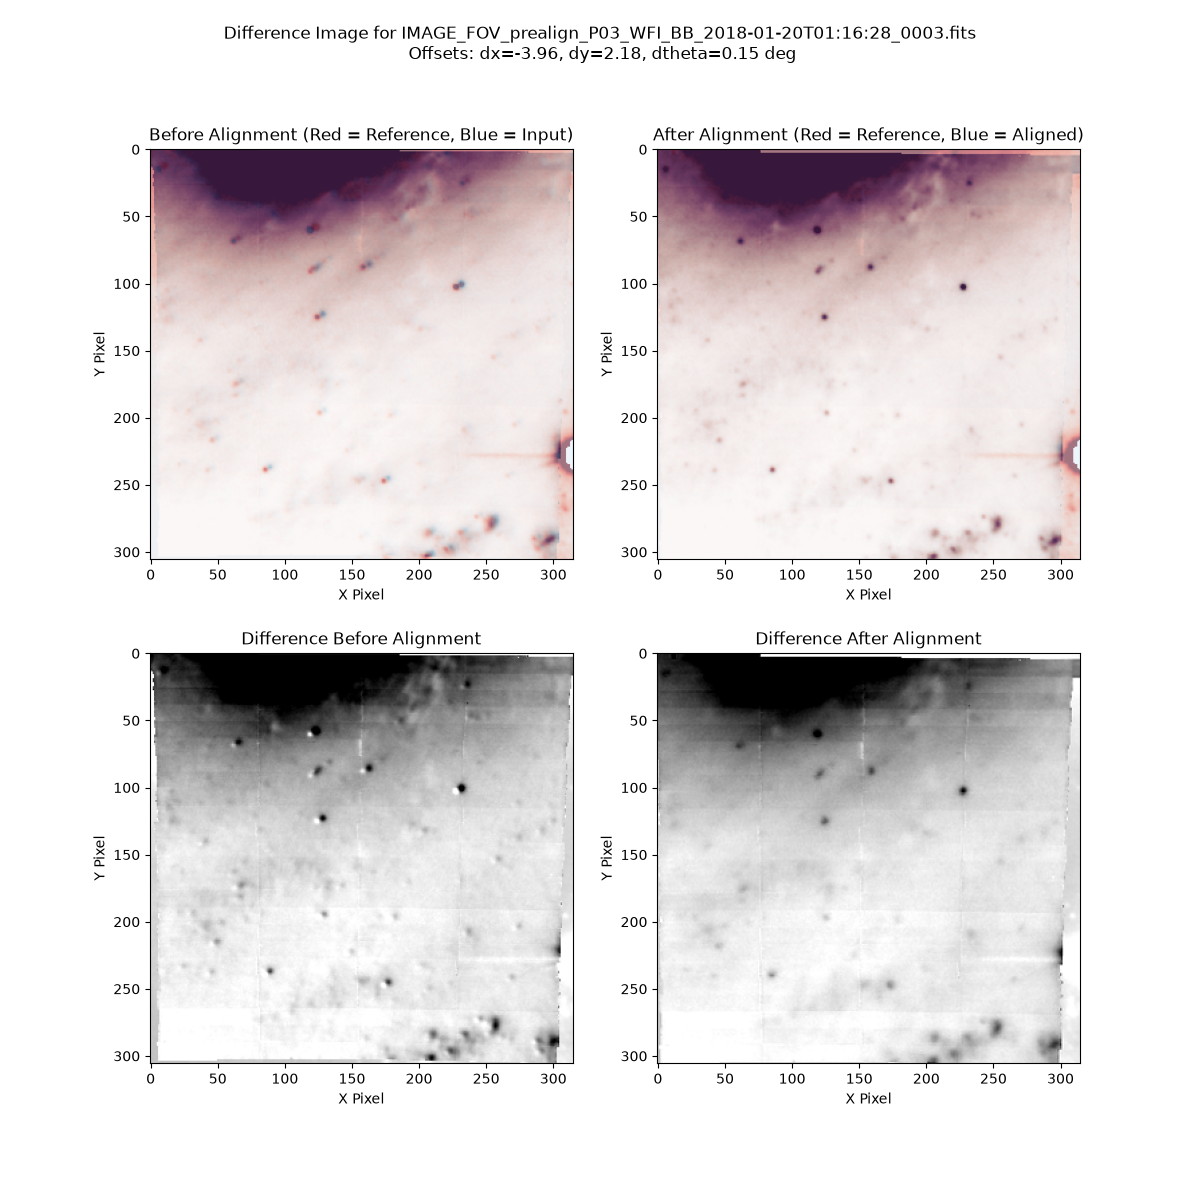 Difference Image for IMAGE_FOV_prealign_P03_WFI_BB_2018-01-20T01:16:28_0003.fits
Offsets: dx=-3.96, dy=2.18, dtheta=0.15 deg
Before Alignment (Red = Reference, Blue = Input)
0
50
100
150
200
250
300
Y Pixel
0 50 100 150 200 250 300
X Pixel
After Alignment (Red = Reference, Blue = Aligned)
0
50
100
150
200
250
300
Y Pixel
0 50 100 150 200 250 300
X Pixel
Difference Before Alignment
0
50
100
150
200
250
300
Y Pixel
0 50 100 150 200 250 300
X Pixel
Difference After Alignment
0
50
100
150
200
250
300
Y Pixel
0 50 100 150 200 250 300
X Pixel